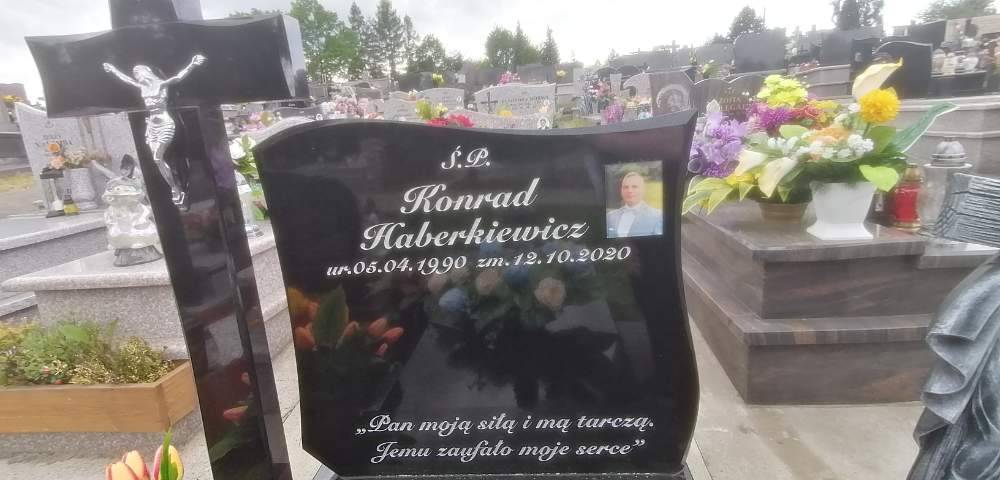 Ś.P.
Konrad
Haberkiewicz
ur.05.04.1990 zm.12.10.2020
„Pan moją siłą i mą tarczą.
Jemu zaufało moje serce”